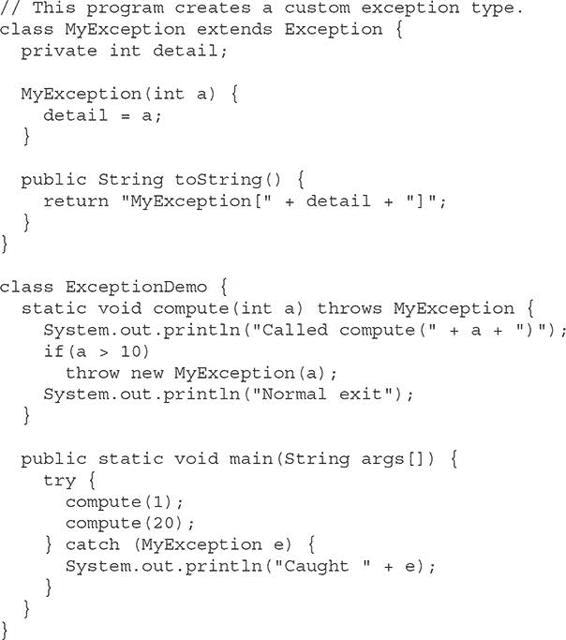 // This program creates a custom exception type.
class MyException extends Exception {
  private int detail;

  MyException(int a) {
    detail = a;
  }

  public String toString() {
    return "MyException[" + detail + "]";
  }
}

class ExceptionDemo {
  static void compute(int a) throws MyException {
    System.out.println("Called compute(" + a + ")");
    if(a > 10)
      throw new MyException(a);
    System.out.println("Normal exit");
  }

  public static void main(String args[]) {
    try {
      compute(1);
      compute(20);
    } catch (MyException e) {
      System.out.println("Caught " + e);
    }
  }
}